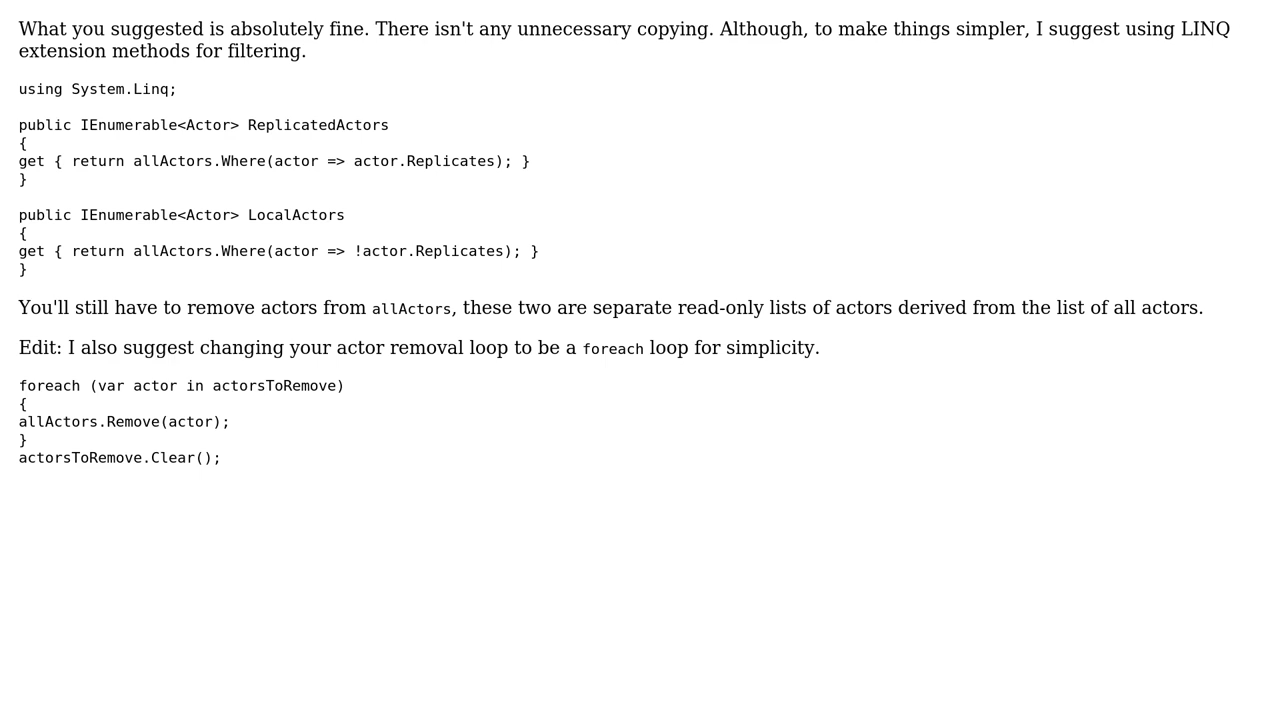 What you suggested is absolutely fine. There isn't any unnecessary copying. Although, to make things simpler, I suggest using LINQ
extension methods for filtering.
using System.Linq;
public IEnumerable<Actor> ReplicatedActors
{
get { return allActors.Where(actor => actor.Replicates); }
}
public IEnumerable<Actor> LocalActors
{
get { return allActors.Where(actor => !actor.Replicates); }
}
You'll still have to remove actors from allActors, these two are separate read-only lists of actors derived from the list of all actors.
Edit: I also suggest changing your actor removal loop to be a foreach loop for simplicity.
foreach (var actor in actorsToRemove)
{
allActors.Remove(actor);
}
actorsToRemove.Clear();